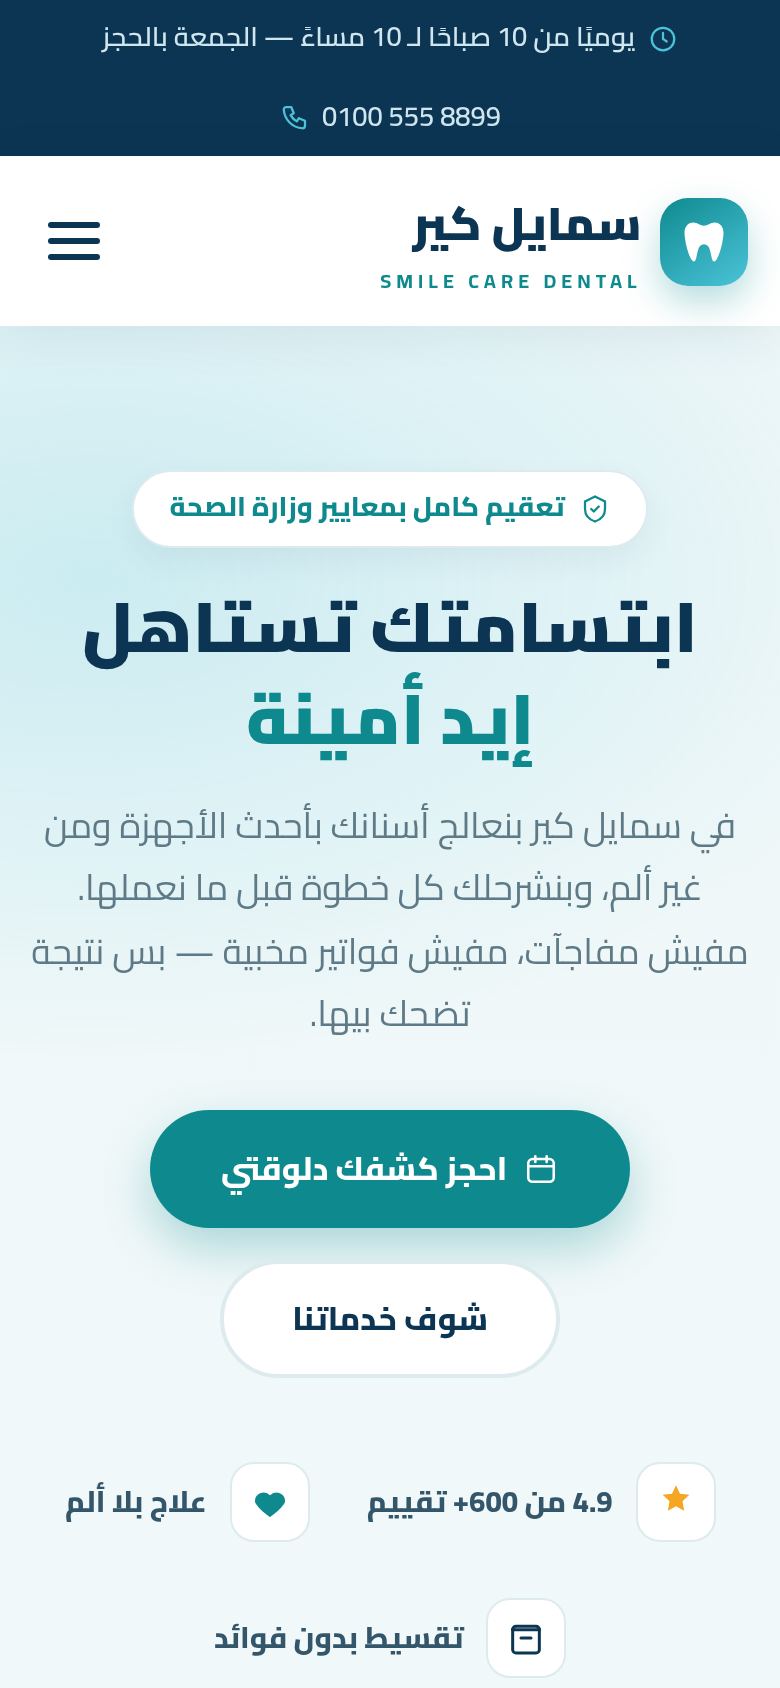 يوميًا من 10 صباحًا لـ 10 مساءً — الجمعة بالحجز
0100 555 8899
سمايل كير
SMILE CARE DENTAL
تعقيم كامل بمعايير وزارة الصحة
ابتسامتك تستاهل
إيد أمينة
في سمايل كير بنعالج أسنانك بأحدث الأجهزة ومن
غير ألم، وبنشرحلك كل خطوة قبل ما نعملها.
مفيش مفاجآت، مفيش فواتير مخبية — بس نتيجة
تضحك بيها.
احجز كشفك دلوقتي
شوف خدماتنا
4.9 من 600+ تقييم
علاج بلا ألم
تقسيط بدون فوائد